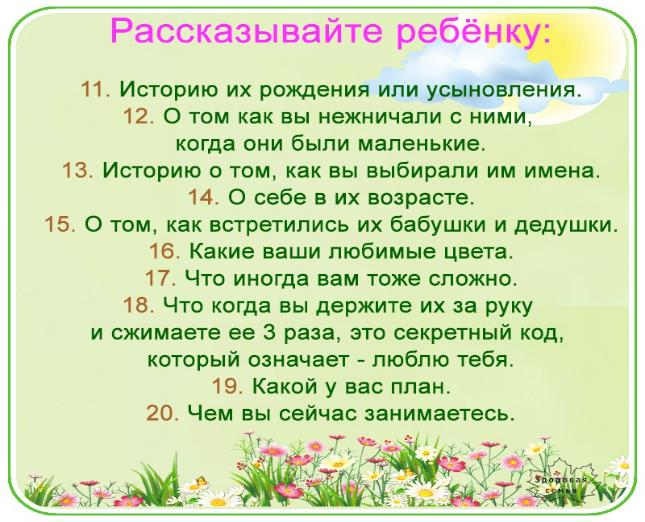 Рассказывайте ребёнку:
11. Историю их рождения или усыновления.
12. О том как вы нежничали с ними,
когда они были маленькие.
13. Историю о том, как вы выбирали им имена.
14. О себе в их возрасте.
15. О том, как встретились их бабушки и дедушки.
16. Какие ваши любимые цвета.
17. Что иногда вам тоже сложно.
18. Что когда вы держите их за руку
и сжимаете ее 3 раза, это секретный код,
который означает - люблю тебя.
19. Какой у вас план.
20. Чем вы сейчас занимаетесь.
Здоровая
семья